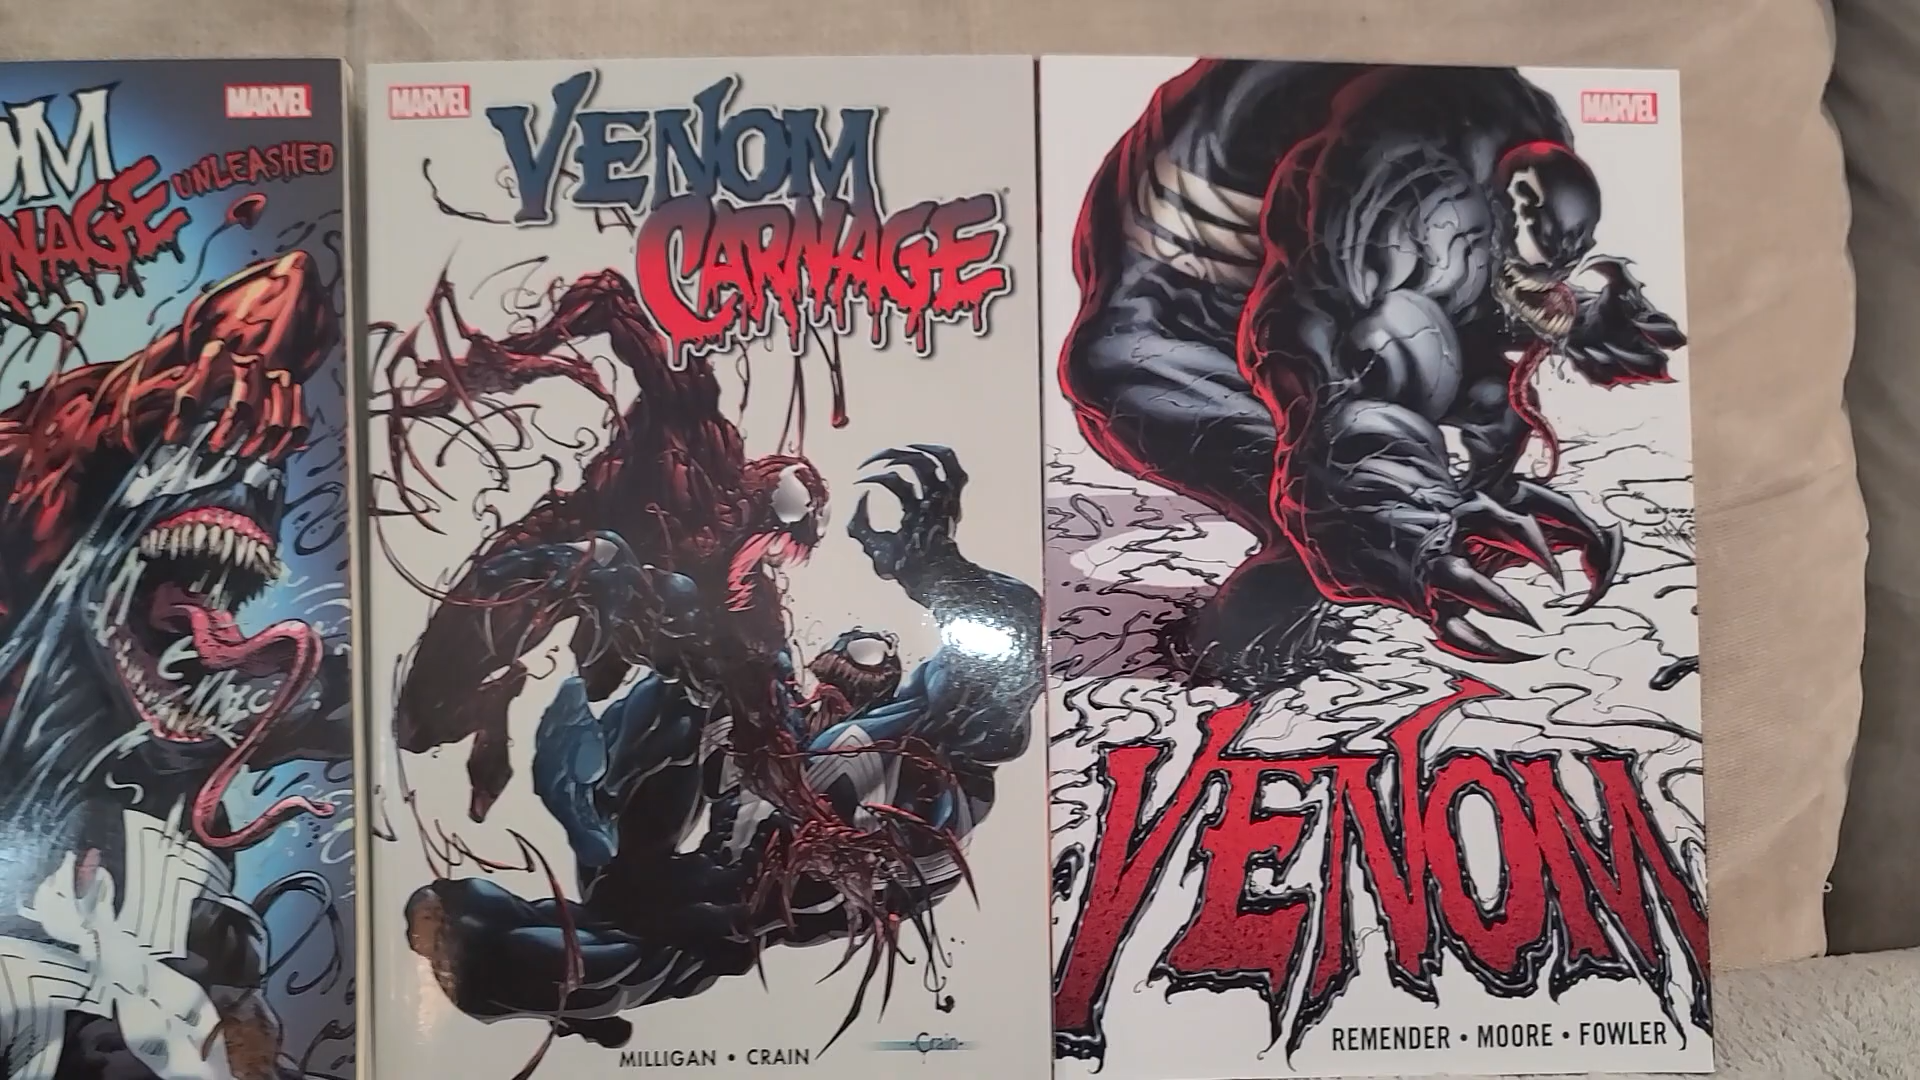 MARVEL
OM
NAGE UNLEASHED
MARVEL
VENOM
CARNAGE
MILLIGAN • CRAIN
Crain
MARVEL
VENOM
REMENDER • MOORE • FOWLER